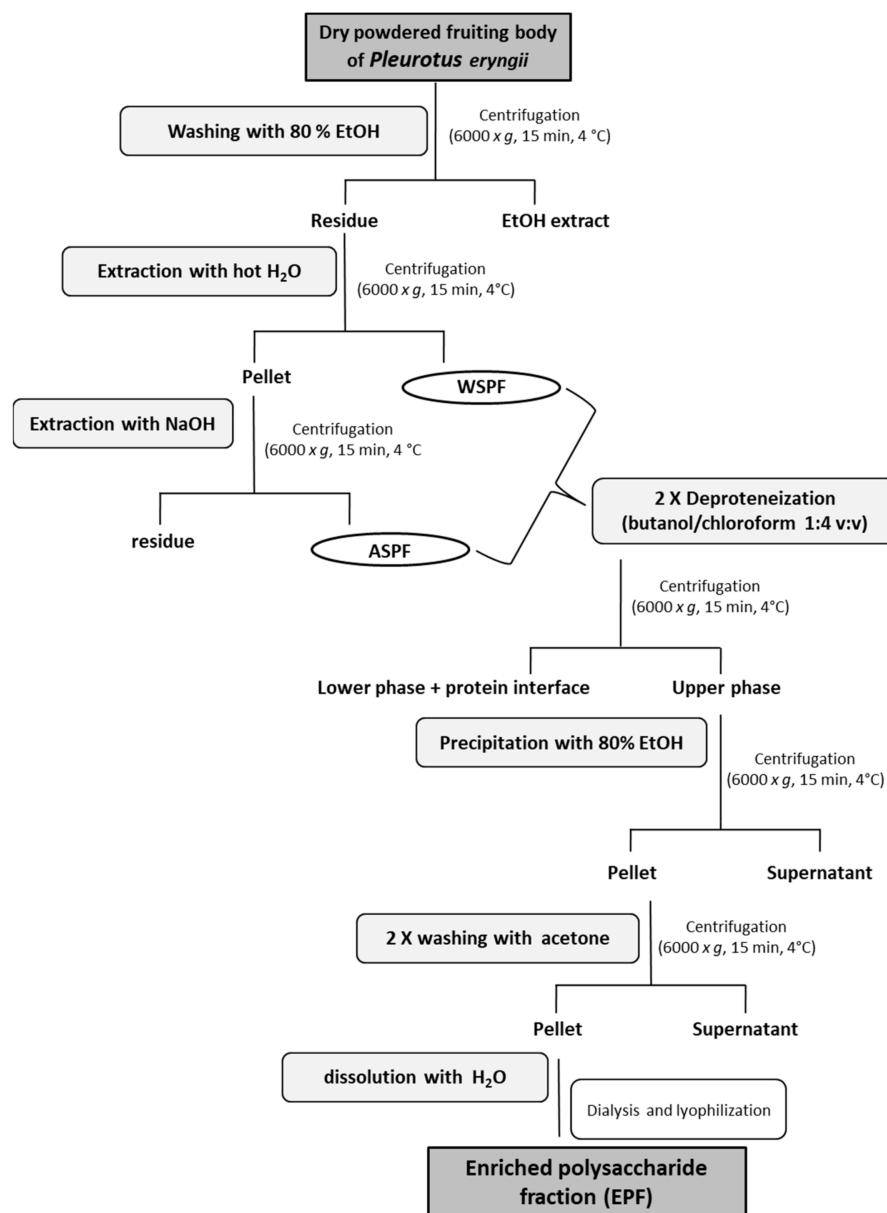 Dry powdered fruiting body
of Pleurotus eryngii
Washing with 80 % EtOH
Centrifugation
(6000 x g, 15 min, 4 °C)
Residue
EtOH extract
Extraction with hot H₂O
Centrifugation
(6000 x g, 15 min, 4°C)
Pellet
WSPF
Extraction with NaOH
Centrifugation
(6000 x g, 15 min, 4 °C
residue
ASPF
2 X Deproteneization
(butanol/chloroform 1:4 v:v)
Centrifugation
(6000 x g, 15 min, 4°C)
Lower phase + protein interface
Upper phase
Precipitation with 80% EtOH
Centrifugation
(6000 x g, 15 min, 4°C)
Pellet
Supernatant
2 X washing with acetone
Centrifugation
(6000 x g, 15 min, 4°C)
Pellet
Supernatant
dissolution with H₂O
Dialysis and lyophilization
Enriched polysaccharide
fraction (EPF)